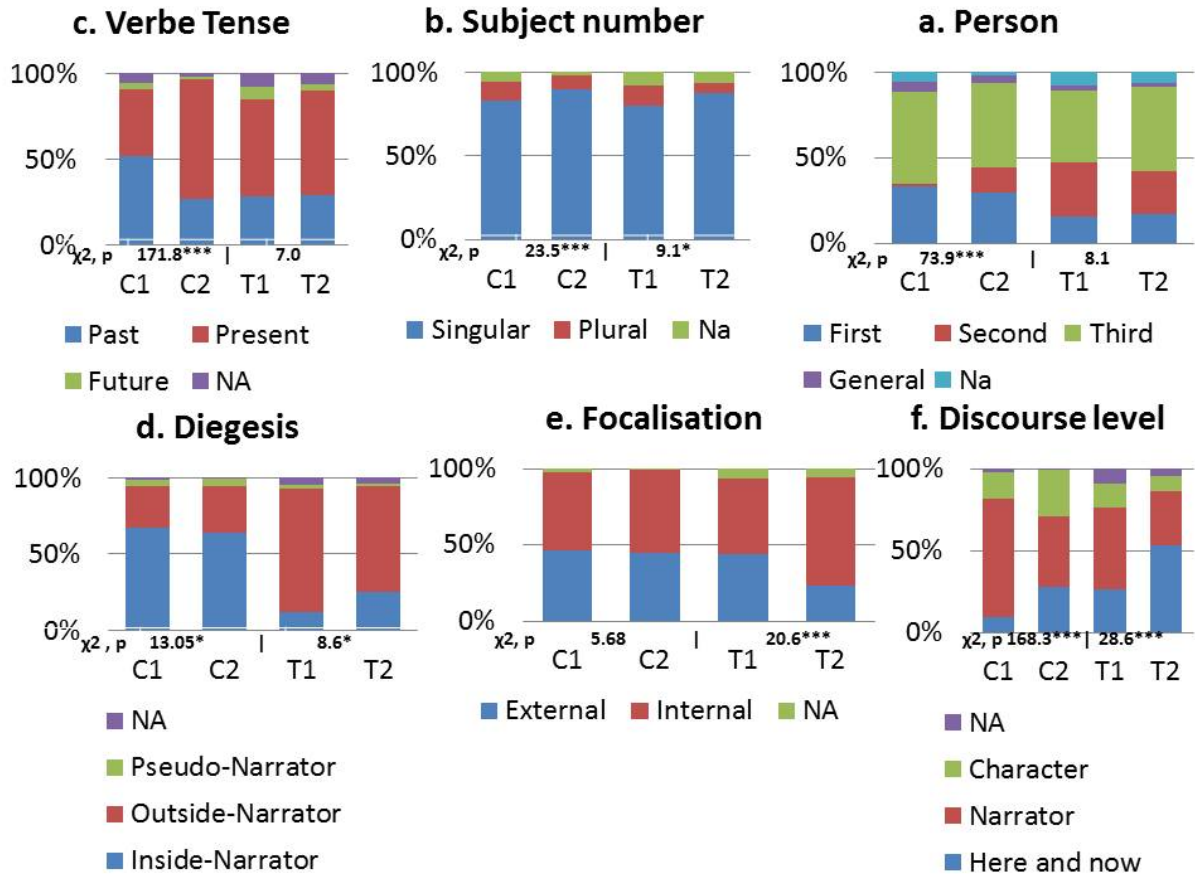 c. Verbe Tense
100%
50%
0%
χ2, p 171.8*** | 7.0
C1 C2 T1 T2
Past Present
Future NA
b. Subject number
100%
50%
0%
χ2, p 23.5*** | 9.1*
C1 C2 T1 T2
Singular Plural Na
a. Person
100%
50%
0%
χ2, p 73.9*** | 8.1
C1 C2 T1 T2
First Second Third
General Na
d. Diegesis
100%
50%
0%
χ2 , p 13.05* | 8.6*
C1 C2 T1 T2
NA
Pseudo-Narrator
Outside-Narrator
Inside-Narrator
e. Focalisation
100%
50%
0%
χ2, p 5.68 | 20.6***
C1 C2 T1 T2
External Internal NA
f. Discourse level
100%
50%
0%
χ2, p 168.3*** | 28.6***
C1 C2 T1 T2
NA
Character
Narrator
Here and now